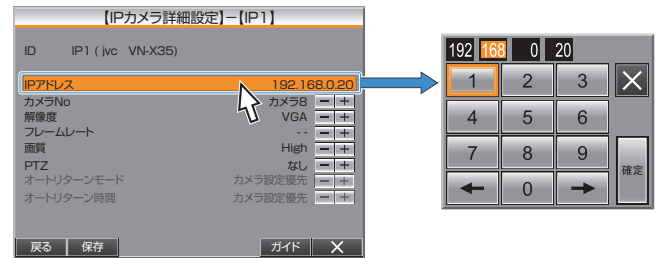 【IPカメラ詳細設定】−【IP1】
ID IP1 ( jvc VN-X35)
IPアドレス 192.168.0.20
カメラNo カメラ8 − +
解像度 VGA − +
フレームレート - - − +
画質 High − +
PTZ なし − +
オートリターンモード カメラ設定優先 − +
オートリターン時間 カメラ設定優先 − +
戻る 保存 ガイド ×
192 168 0 20
1 2 3 ×
4 5 6
7 8 9
確定
← 0 →